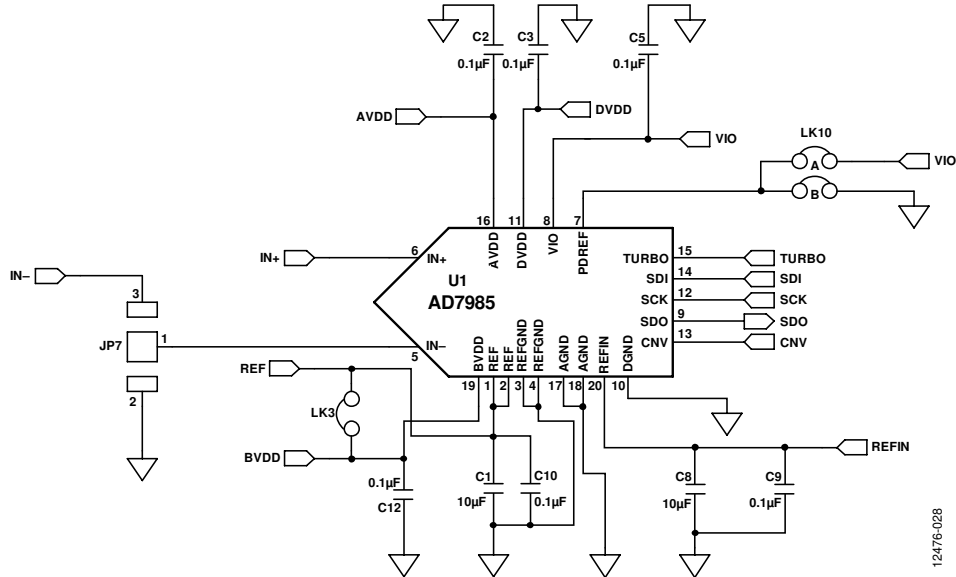 C2
0.1µF
C3
0.1µF
C5
0.1µF
AVDD
DVDD
VIO
LK10
A
VIO
B
16
11
8
7
AVDD
DVDD
VIO
PDREF
IN+
6
IN+
U1
AD7985
TURBO
15
TURBO
SDI
14
SDI
SCK
12
SCK
SDO
9
SDO
CNV
13
CNV
IN–
3
JP7
1
2
IN–
5
BVDD
REF
REF
REFGND
REFGND
AGND
AGND
REFIN
DGND
19
1
2
3
4
17
18
20
10
REF
LK3
BVDD
0.1µF
C12
C1
10µF
C10
0.1µF
REFIN
C8
10µF
C9
0.1µF
12476-028